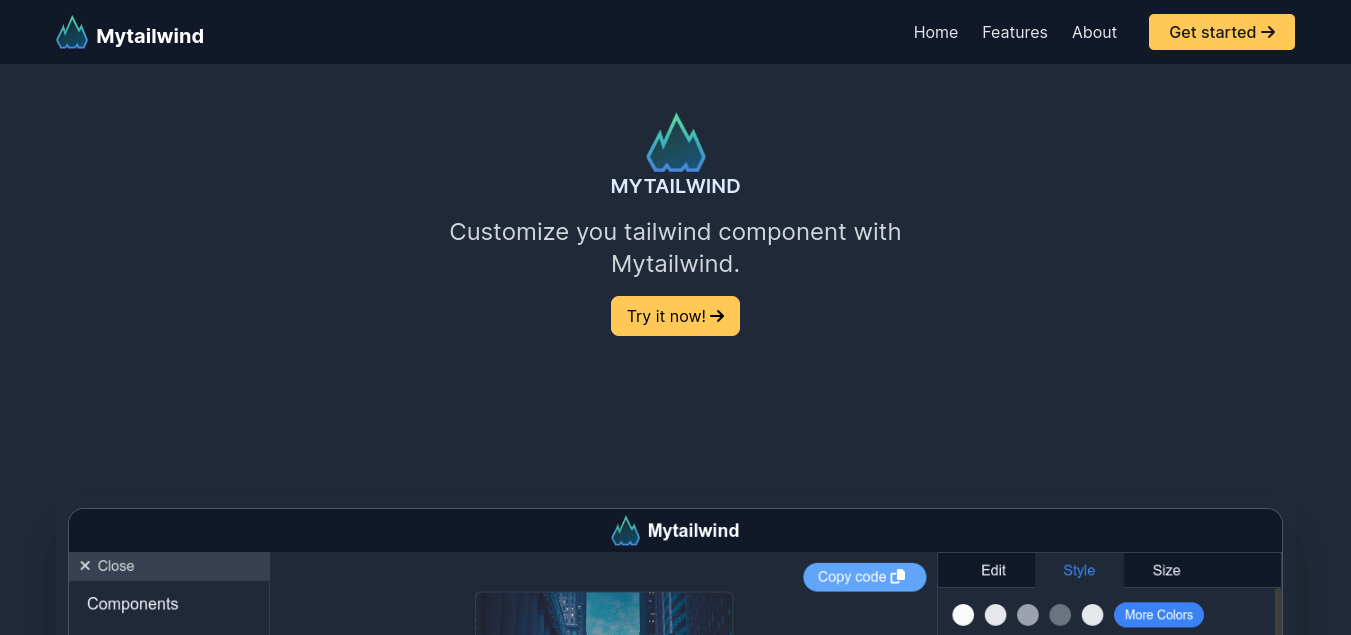 Mytailwind
Home Features About Get started
MYTAILWIND
Customize you tailwind component with
Mytailwind.
Try it now!
Mytailwind
Close
Copy code
Edit Style Size
Components
More Colors